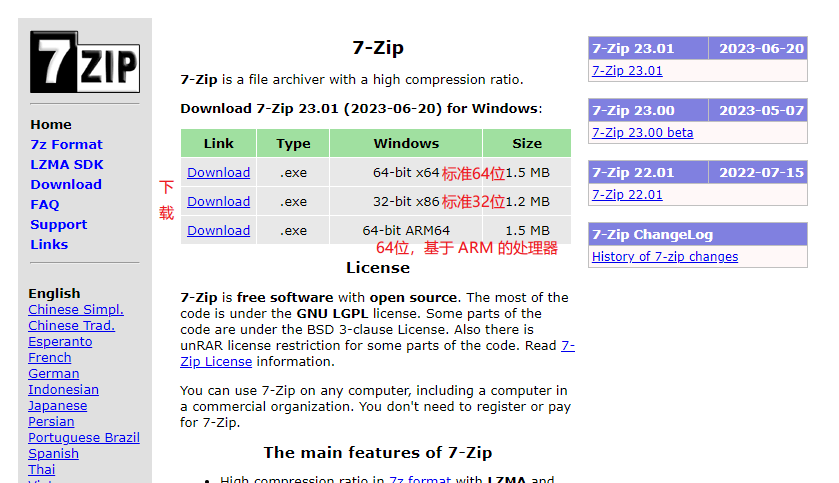 7ZIP
Home
7z Format
LZMA SDK
Download
FAQ
Support
Links
English
Chinese Simpl.
Chinese Trad.
Esperanto
French
German
Indonesian
Japanese
Persian
Portuguese Brazil
Spanish
Thai
7-Zip
7-Zip is a file archiver with a high compression ratio.
Download 7-Zip 23.01 (2023-06-20) for Windows:
Link Type Windows Size
下载
Download .exe 64-bit x64 标准64位 1.5 MB
Download .exe 32-bit x86 标准32位 1.2 MB
Download .exe 64-bit ARM64 1.5 MB
64位，基于 ARM 的处理器
License
7-Zip is free software with open source. The most of the
code is under the GNU LGPL license. Some parts of the
code are under the BSD 3-clause License. Also there is
unRAR license restriction for some parts of the code. Read 7-
Zip License information.
You can use 7-Zip on any computer, including a computer in
a commercial organization. You don't need to register or pay
for 7-Zip.
The main features of 7-Zip
• High compression ratio in 7z format with LZMA and
7-Zip 23.01 2023-06-20
7-Zip 23.01
7-Zip 23.00 2023-05-07
7-Zip 23.00 beta
7-Zip 22.01 2022-07-15
7-Zip 22.01
7-Zip ChangeLog
History of 7-zip changes